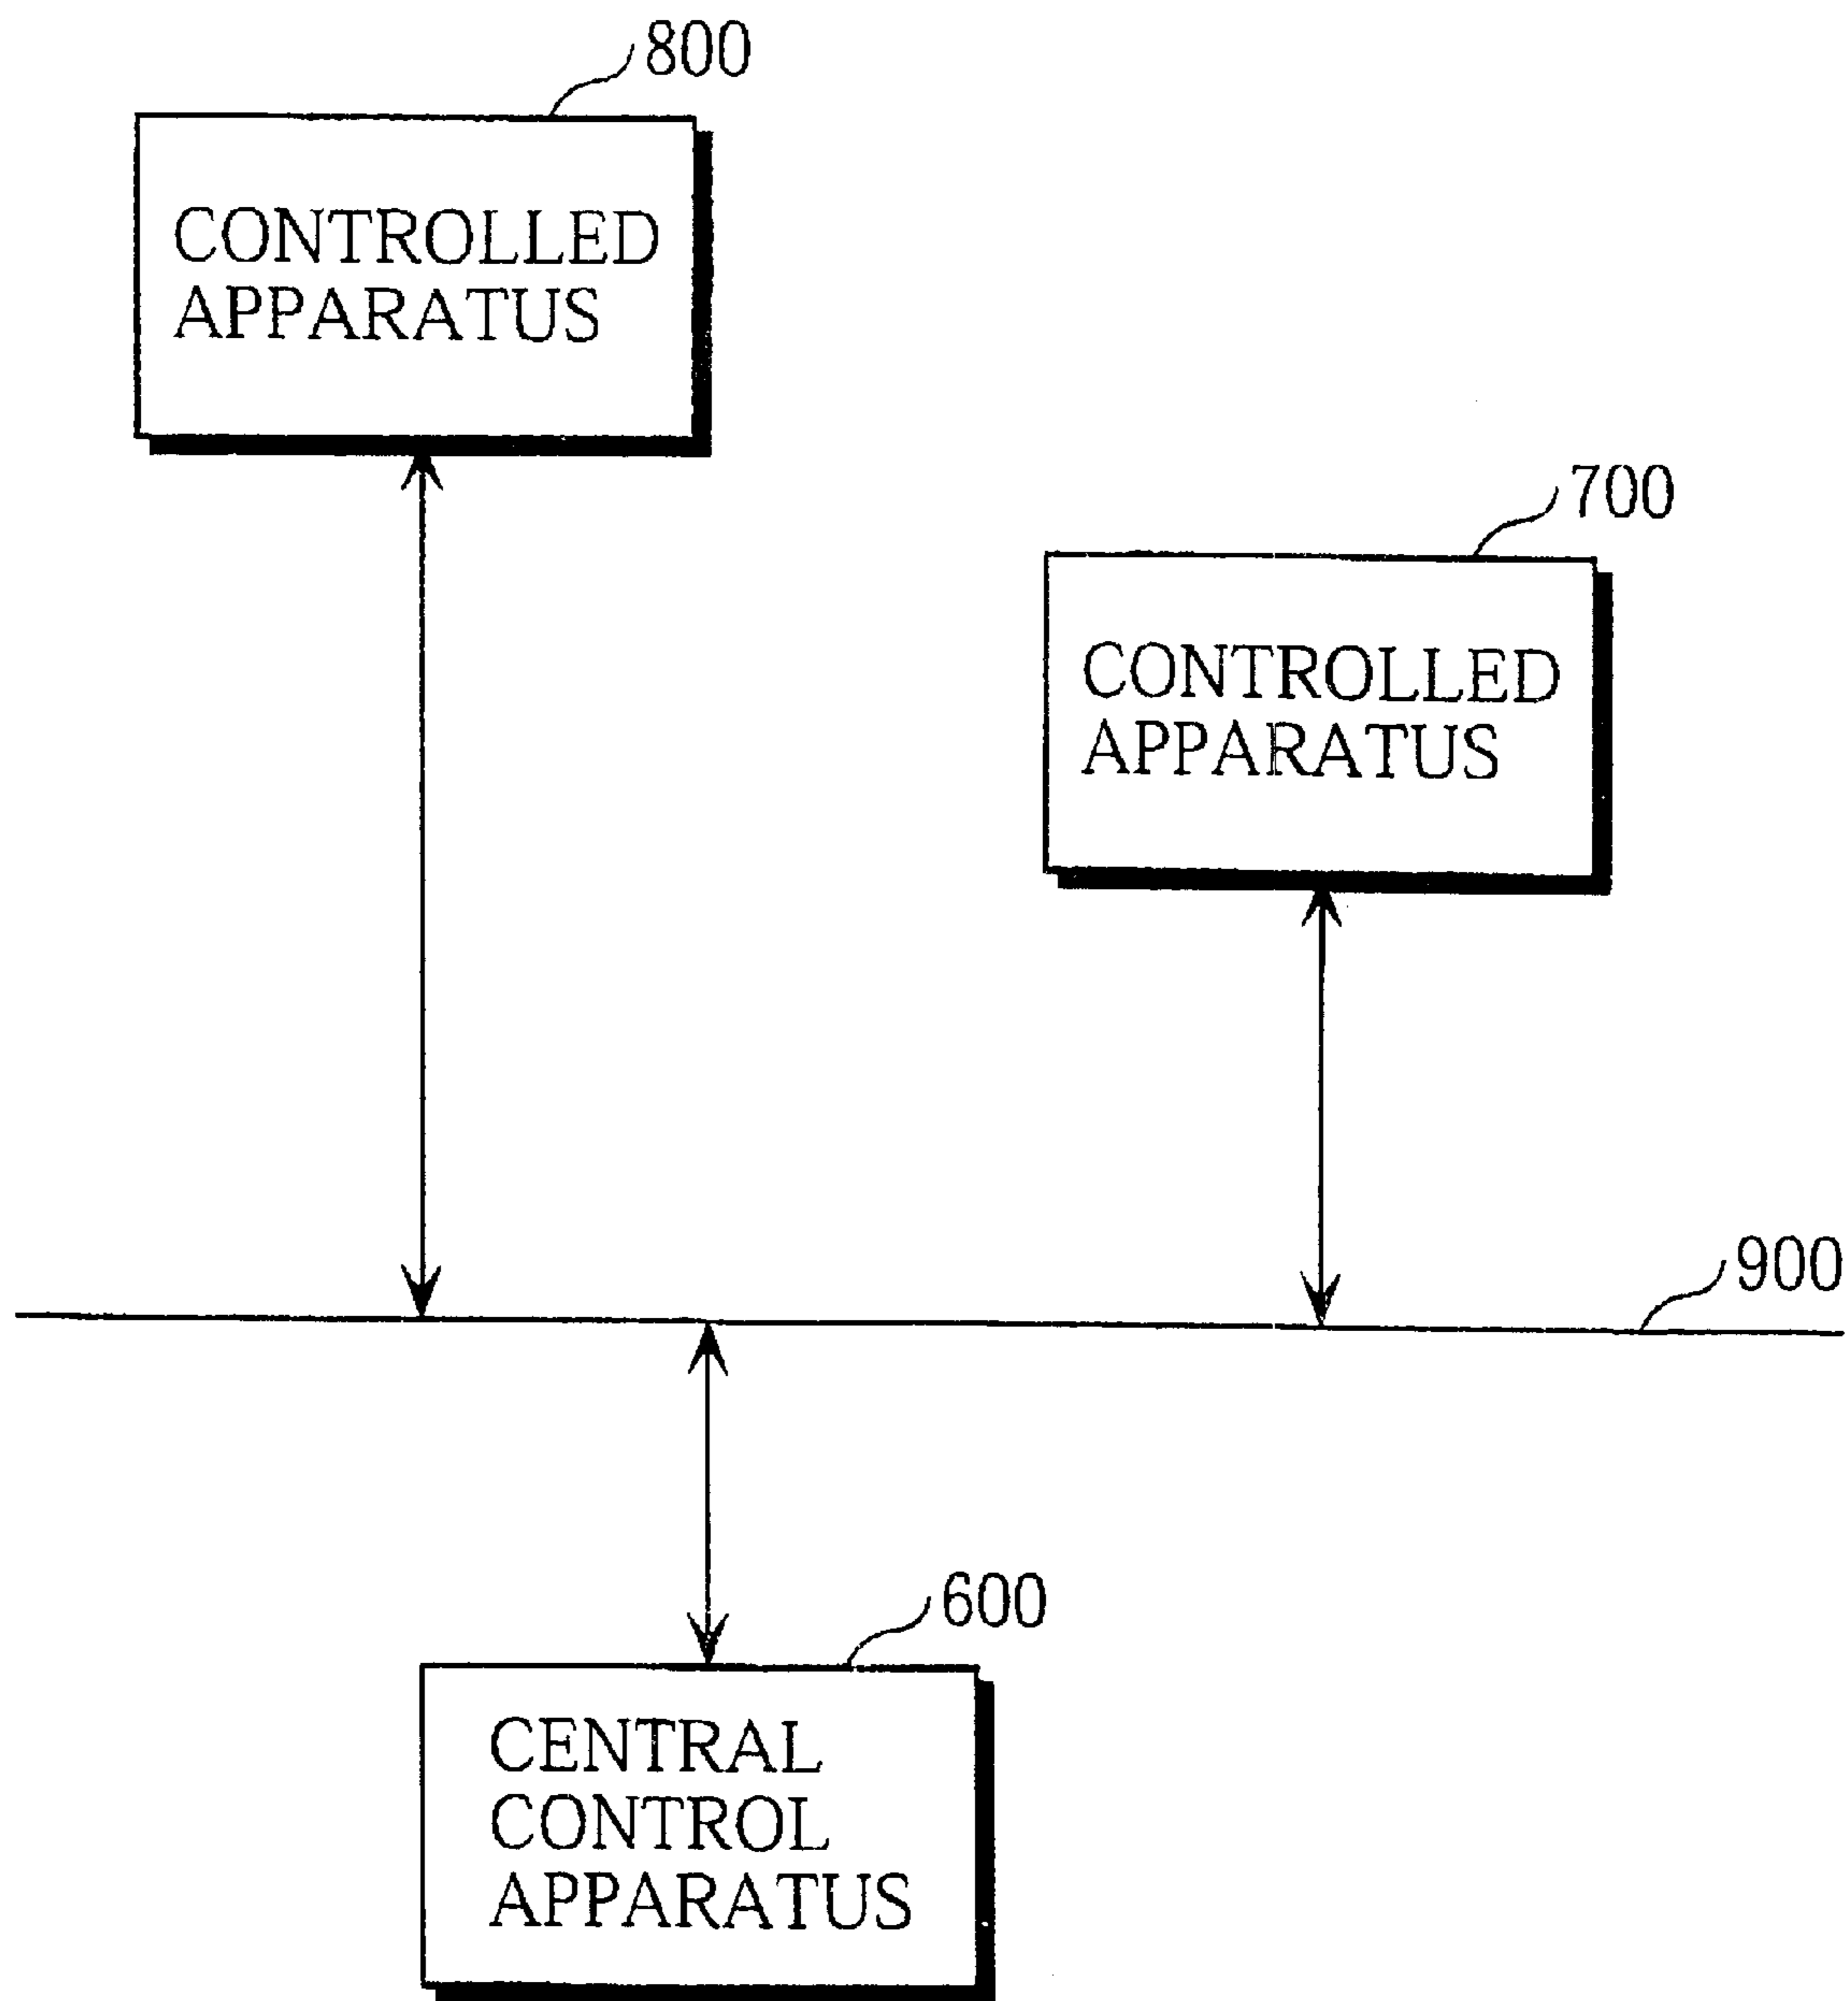 800
CONTROLLED
APPARATUS
700
CONTROLLED
APPARATUS
900
600
CENTRAL
CONTROL
APPARATUS